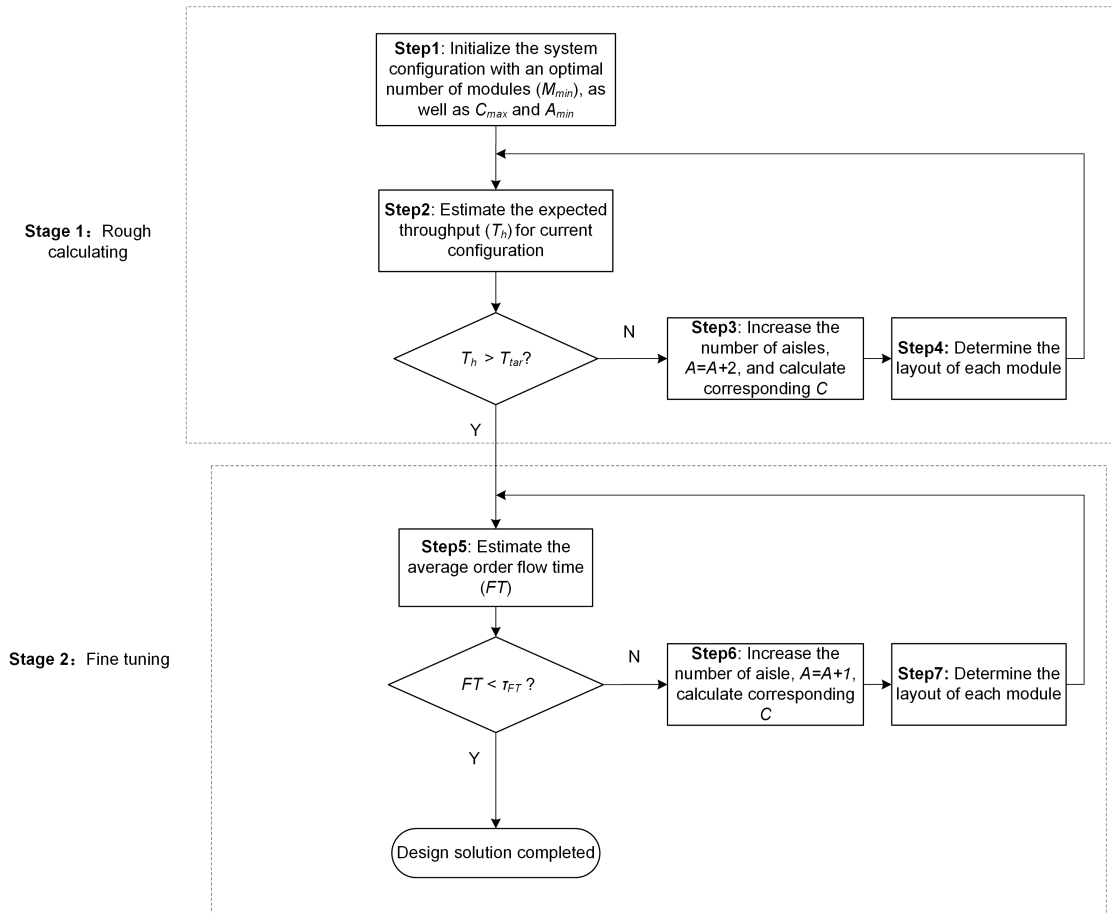 Step1: Initialize the system
configuration with an optimal
number of modules (Mmin), as
well as Cmax and Amin
Stage 1：Rough
calculating
Step2: Estimate the expected
throughput (Th) for current
configuration
Th > Ttar?
N
Step3: Increase the
number of aisles,
A=A+2, and calculate
corresponding C
Step4: Determine the
layout of each module
Y
Step5: Estimate the
average order flow time
(FT)
Stage 2：Fine tuning
FT < τFT ?
N
Step6: Increase the
number of aisle, A=A+1,
calculate corresponding
C
Step7: Determine the
layout of each module
Y
Design solution completed